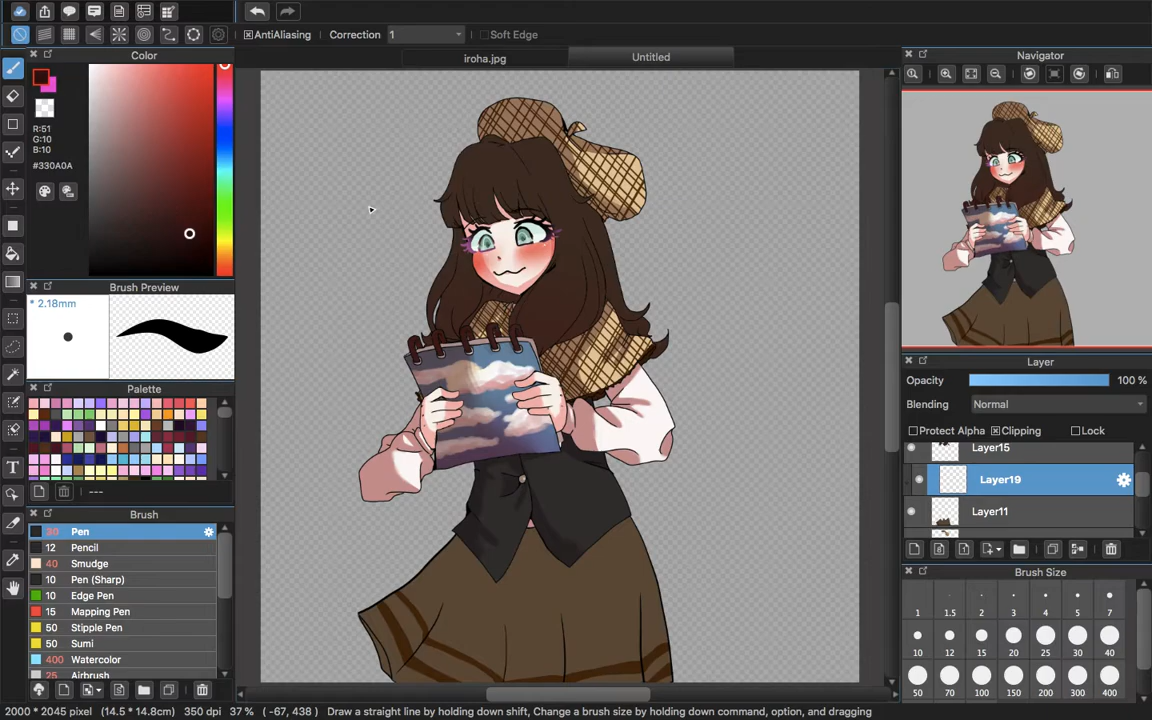 AntiAliasing Correction 1 Soft Edge
Color
iroha.jpg
Untitled
Navigator
R:51
G:10
B:10
#330A0A
Brush Preview
* 2.18mm
Palette
---
Brush
30 Pen
12 Pencil
40 Smudge
10 Pen (Sharp)
10 Edge Pen
15 Mapping Pen
50 Stipple Pen
50 Sumi
400 Watercolor
25 Airbrush
Layer
Opacity 100 %
Blending Normal
Protect Alpha Clipping Lock
Layer15
Layer19
Layer11
Brush Size
1 1.5 2 3 4 5 7
10 12 15 20 25 30 40
50 70 100 150 200 300 400
2000 * 2045 pixel (14.5 * 14.8cm) 350 dpi 37 % ( -67, 438 ) Draw a straight line by holding down shift, Change a brush size by holding down command, option, and dragging